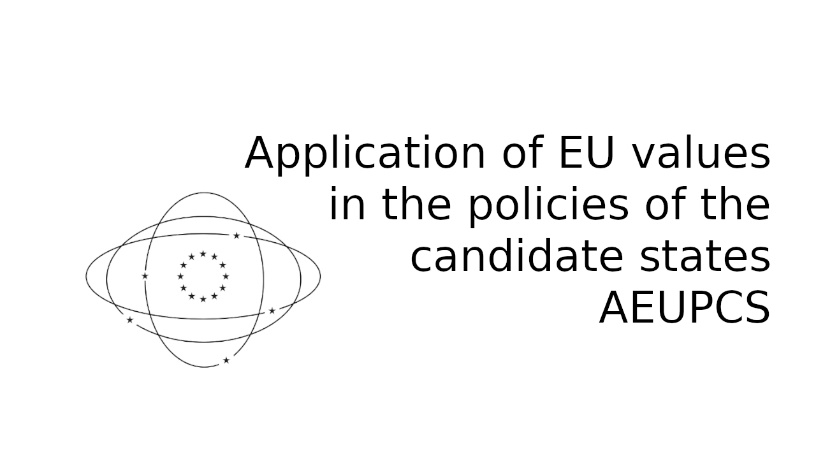 Application of EU values
in the policies of the
candidate states
AEUPCS